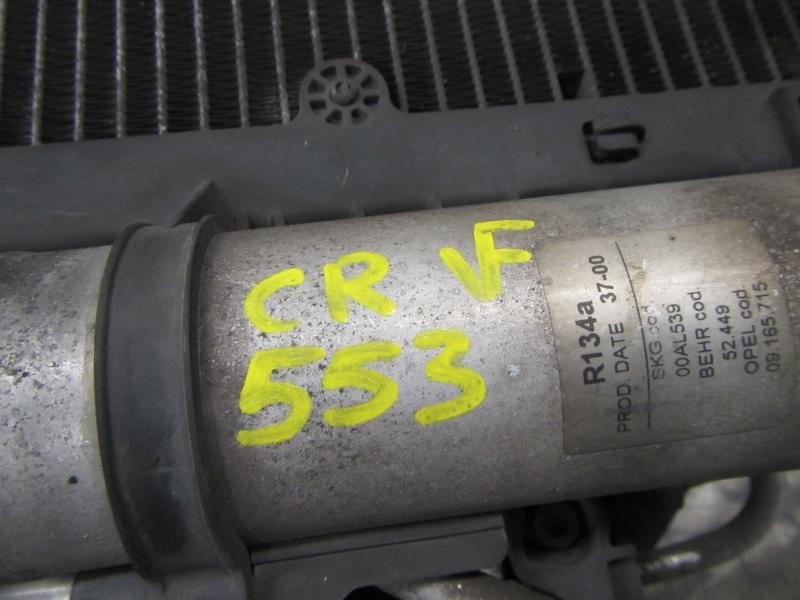 CR VF
553
R134a
PROD. DATE 37-00
SKG cod.
00AL539
BEHR cod.
52.449
OPEL cod.
09.165.715